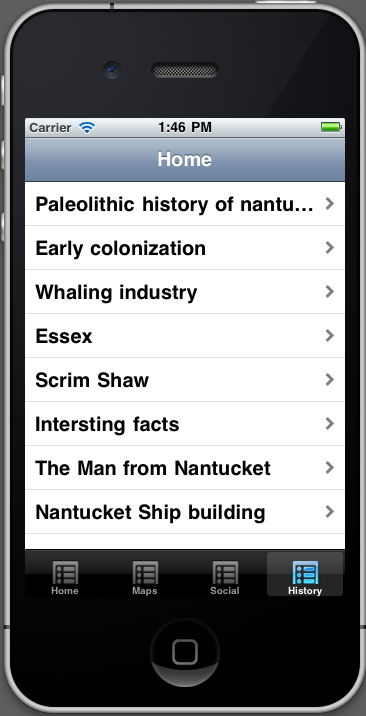 Carrier 1:46 PM
Home
Paleolithic history of nantu...
Early colonization
Whaling industry
Essex
Scrim Shaw
Intersting facts
The Man from Nantucket
Nantucket Ship building
Home Maps Social History